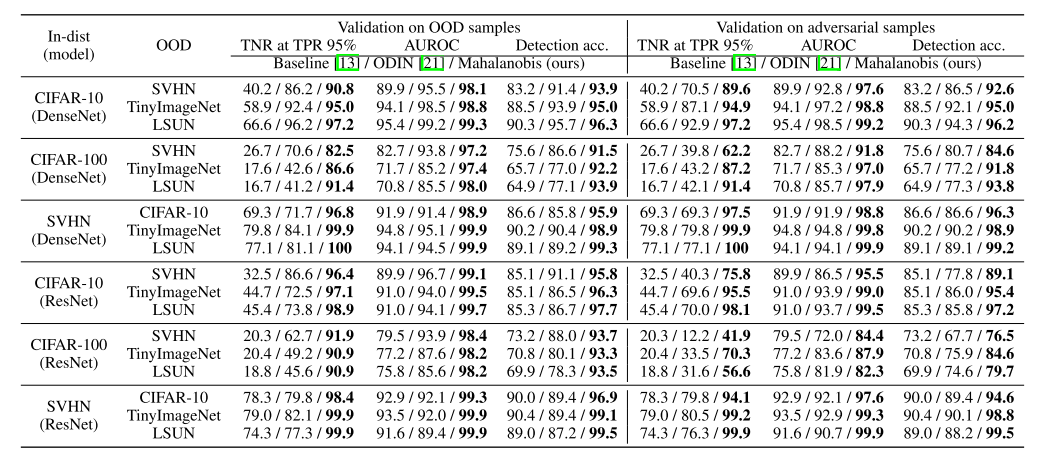 In-dist (model) OOD Validation on OOD samples Validation on adversarial samples
TNR at TPR 95% AUROC Detection acc. TNR at TPR 95% AUROC Detection acc.
Baseline [13] / ODIN [21] / Mahalanobis (ours) Baseline [13] / ODIN [21] / Mahalanobis (ours)
CIFAR-10 (DenseNet) SVHN 40.2 / 86.2 / 90.8 89.9 / 95.5 / 98.1 83.2 / 91.4 / 93.9 40.2 / 70.5 / 89.6 89.9 / 92.8 / 97.6 83.2 / 86.5 / 92.6
TinyImageNet 58.9 / 92.4 / 95.0 94.1 / 98.5 / 98.8 88.5 / 93.9 / 95.0 58.9 / 87.1 / 94.9 94.1 / 97.2 / 98.8 88.5 / 92.1 / 95.0
LSUN 66.6 / 96.2 / 97.2 95.4 / 99.2 / 99.3 90.3 / 95.7 / 96.3 66.6 / 92.9 / 97.2 95.4 / 98.5 / 99.2 90.3 / 94.3 / 96.2
CIFAR-100 (DenseNet) SVHN 26.7 / 70.6 / 82.5 82.7 / 93.8 / 97.2 75.6 / 86.6 / 91.5 26.7 / 39.8 / 62.2 82.7 / 88.2 / 91.8 75.6 / 80.7 / 84.6
TinyImageNet 17.6 / 42.6 / 86.6 71.7 / 85.2 / 97.4 65.7 / 77.0 / 92.2 17.6 / 43.2 / 87.2 71.7 / 85.3 / 97.0 65.7 / 77.2 / 91.8
LSUN 16.7 / 41.2 / 91.4 70.8 / 85.5 / 98.0 64.9 / 77.1 / 93.9 16.7 / 42.1 / 91.4 70.8 / 85.7 / 97.9 64.9 / 77.3 / 93.8
SVHN (DenseNet) CIFAR-10 69.3 / 71.7 / 96.8 91.9 / 91.4 / 98.9 86.6 / 85.8 / 95.9 69.3 / 69.3 / 97.5 91.9 / 91.9 / 98.8 86.6 / 86.6 / 96.3
TinyImageNet 79.8 / 84.1 / 99.9 94.8 / 95.1 / 99.9 90.2 / 90.4 / 98.9 79.8 / 79.8 / 99.9 94.8 / 94.8 / 99.8 90.2 / 90.2 / 98.9
LSUN 77.1 / 81.1 / 100 94.1 / 94.5 / 99.9 89.1 / 89.2 / 99.3 77.1 / 77.1 / 100 94.1 / 94.1 / 99.9 89.1 / 89.1 / 99.2
CIFAR-10 (ResNet) SVHN 32.5 / 86.6 / 96.4 89.9 / 96.7 / 99.1 85.1 / 91.1 / 95.8 32.5 / 40.3 / 75.8 89.9 / 86.5 / 95.5 85.1 / 77.8 / 89.1
TinyImageNet 44.7 / 72.5 / 97.1 91.0 / 94.0 / 99.5 85.1 / 86.5 / 96.3 44.7 / 69.6 / 95.5 91.0 / 93.9 / 99.0 85.1 / 86.0 / 95.4
LSUN 45.4 / 73.8 / 98.9 91.0 / 94.1 / 99.7 85.3 / 86.7 / 97.7 45.4 / 70.0 / 98.1 91.0 / 93.7 / 99.5 85.3 / 85.8 / 97.2
CIFAR-100 (ResNet) SVHN 20.3 / 62.7 / 91.9 79.5 / 93.9 / 98.4 73.2 / 88.0 / 93.7 20.3 / 12.2 / 41.9 79.5 / 72.0 / 84.4 73.2 / 67.7 / 76.5
TinyImageNet 20.4 / 49.2 / 90.9 77.2 / 87.6 / 98.2 70.8 / 80.1 / 93.3 20.4 / 33.5 / 70.3 77.2 / 83.6 / 87.9 70.8 / 75.9 / 84.6
LSUN 18.8 / 45.6 / 90.9 75.8 / 85.6 / 98.2 69.9 / 78.3 / 93.5 18.8 / 31.6 / 56.6 75.8 / 81.9 / 82.3 69.9 / 74.6 / 79.7
SVHN (ResNet) CIFAR-10 78.3 / 79.8 / 98.4 92.9 / 92.1 / 99.3 90.0 / 89.4 / 96.9 78.3 / 79.8 / 94.1 92.9 / 92.1 / 97.6 90.0 / 89.4 / 94.6
TinyImageNet 79.0 / 82.1 / 99.9 93.5 / 92.0 / 99.9 90.4 / 89.4 / 99.1 79.0 / 80.5 / 99.2 93.5 / 92.9 / 99.3 90.4 / 90.1 / 98.8
LSUN 74.3 / 77.3 / 99.9 91.6 / 89.4 / 99.9 89.0 / 87.2 / 99.5 74.3 / 76.3 / 99.9 91.6 / 90.7 / 99.9 89.0 / 88.2 / 99.5